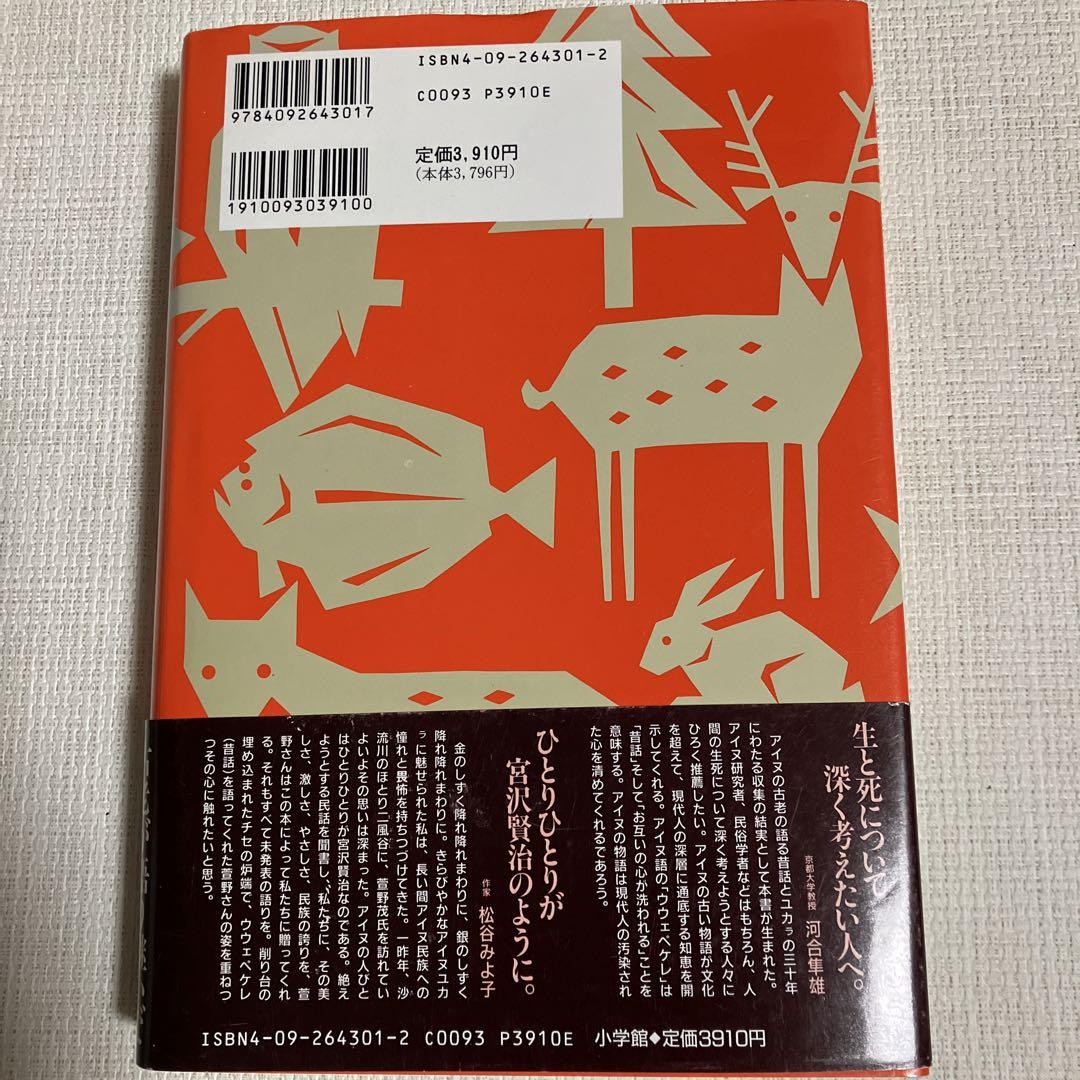 ISBN4-09-264301-2
C0093 P3910E
9784092643017
定価3,910円
(本体3,796円)
1910093039100
生と死について
深く考えたい人へ。
京都大学教授 河合隼雄
アイヌの古老の語る昔話とユカㇻの三十年
にわたる収集の結実として本書が生まれた。
アイヌ研究者、民俗学者などとはもちろん、人
間の生死について深く考えようとする人々に
ひろく推薦したい。アイヌの古い物語が文化
を超えて、現代人の深層に通底する知恵を開
示してくれる。アイヌ語の「ウウェペケレ」は
「昔話」そして「お互いの心が洗われる」ことを
意味する。アイヌの物語は現代人の汚染され
た心を清めてくれるであろう。
ひとりひとりが
宮沢賢治のように。
作家 松谷みよ子
金のしずく降れ降れまわりに、銀のしずく
降れ降れまわりに。きらびやかなアイヌユカ
ㇻに魅せられた私は、長い間アイヌ民族への
憧れと畏怖を持ちつづけてきた。一昨年、沙
流川のほとり二風谷に、萱野茂氏を訪れてい
よいよその思いは深まった。アイヌの人びと
はひとりひとりが宮沢賢治なのである。絶え
ようとする民話を聞書し、私たちに、その美
しさ、激しさ、やさしさ、民族の誇りを、萱
野さんはこの本によって私たちに贈ってくれ
る。それもすべて未発表の語りを。削り台の
埋め込まれたチセの炉端で、ウウェペケレ
(昔話)を語ってくれた萱野さんの姿を重ねつ
つその心に触れたいと思う。
ISBN4-09-264301-2 C0093 P3910E 小学館◆定価3910円